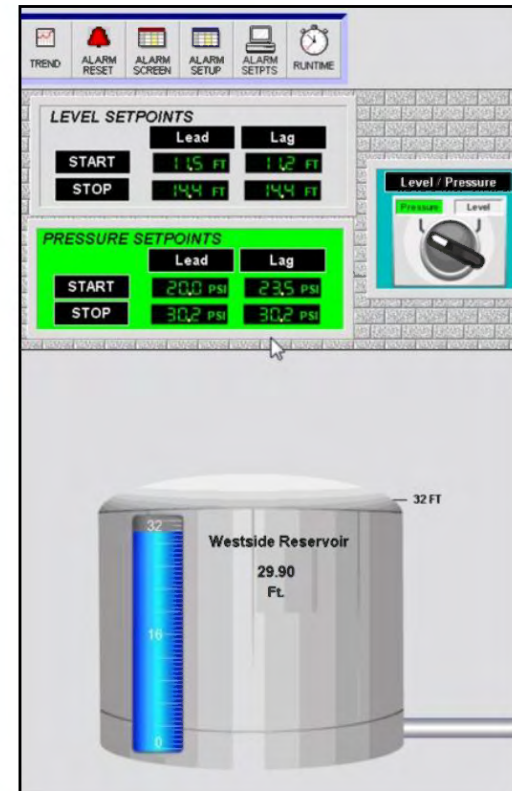 TREND
ALARM RESET
ALARM SCREEN
ALARM SETUP
ALARM SETPTS
RUNTIME
LEVEL SETPOINTS
Lead Lag
START 11.5 FT 11.2 FT
STOP 14.4 FT 14.4 FT
Level / Pressure
Pressure Level
PRESSURE SETPOINTS
Lead Lag
START 20.0 PSI 23.5 PSI
STOP 30.2 PSI 30.2 PSI
32 FT
32
Westside Reservoir
29.90
Ft.
16
0